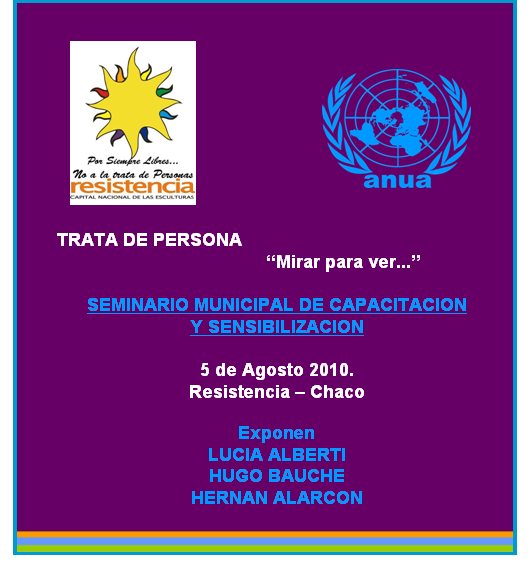 Por Siempre Libres...
No a la trata de Personas
resistencia
CAPITAL NACIONAL DE LAS ESCULTURAS
anua
TRATA DE PERSONA
“Mirar para ver...”
SEMINARIO MUNICIPAL DE CAPACITACION
Y SENSIBILIZACION
5 de Agosto 2010.
Resistencia – Chaco
Exponen
LUCIA ALBERTI
HUGO BAUCHE
HERNAN ALARCON